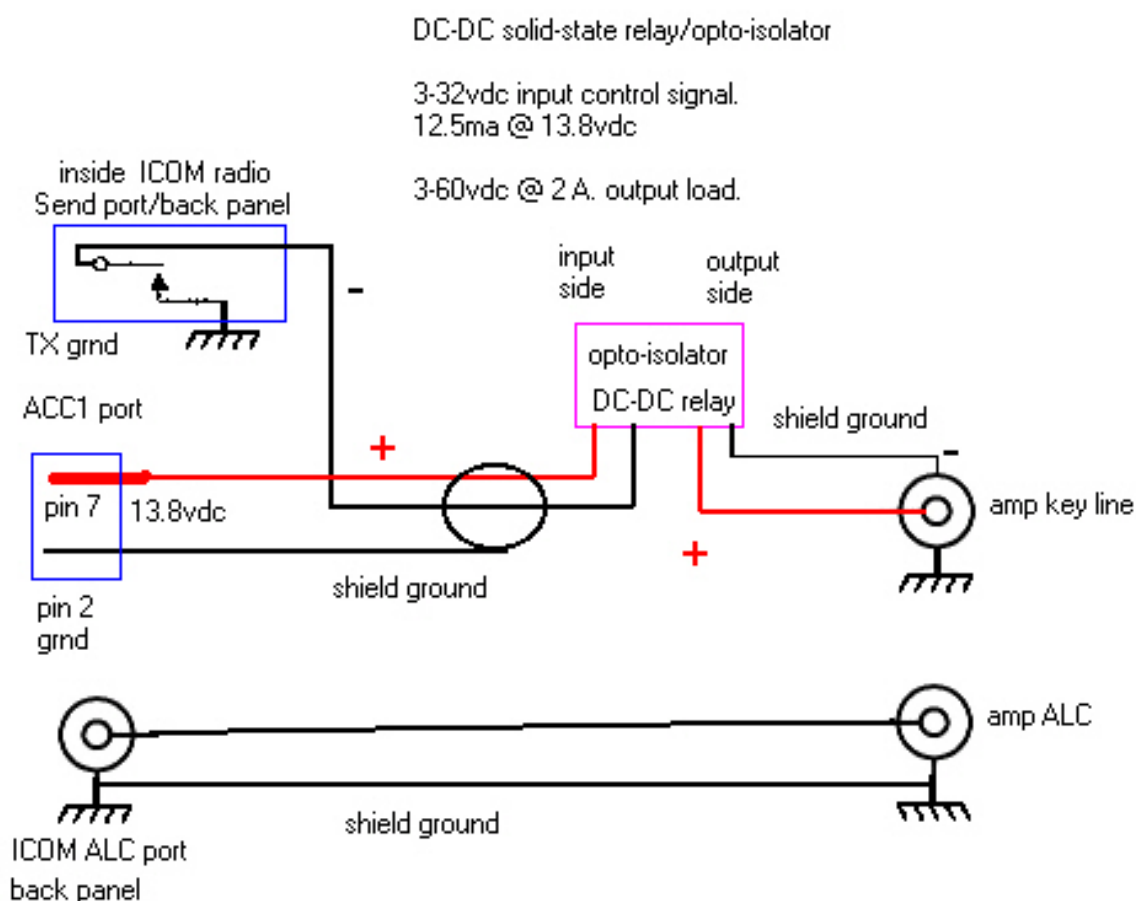 DC-DC solid-state relay/opto-isolator
3-32vdc input control signal.
12.5ma @ 13.8vdc
3-60vdc @ 2 A. output load.
inside ICOM radio
Send port/back panel
-
TX grnd
input
side
output
side
opto-isolator
DC-DC relay
ACC1 port
+
shield ground
-
pin 7
13.8vdc
amp key line
+
shield ground
pin 2
grnd
amp ALC
shield ground
ICOM ALC port
back panel